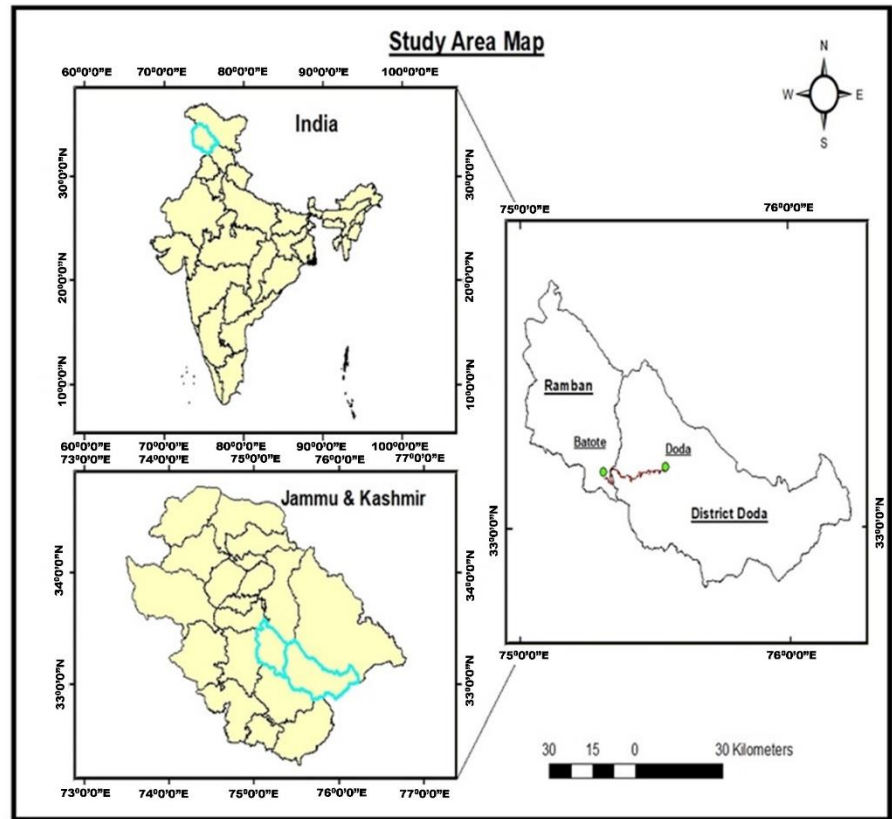 Study Area Map
N
W E
S
60°0'0"E 70°0'0"E 80°0'0"E 90°0'0"E 100°0'0"E
India
30°0'0"N 30°0'0"N
20°0'0"N 20°0'0"N
10°0'0"N 10°0'0"N
60°0'0"E 70°0'0"E 80°0'0"E 90°0'0"E 100°0'0"E
73°0'0"E 74°0'0"E 75°0'0"E 76°0'0"E 77°0'0"E
Jammu & Kashmir
34°0'0"N 34°0'0"N
33°0'0"N 33°0'0"N
73°0'0"E 74°0'0"E 75°0'0"E 76°0'0"E 77°0'0"E
75°0'0"E 76°0'0"E
Ramban
Batote Doda
District Doda
33°0'0"N 33°0'0"N
75°0'0"E 76°0'0"E
30 15 0 30 Kilometers